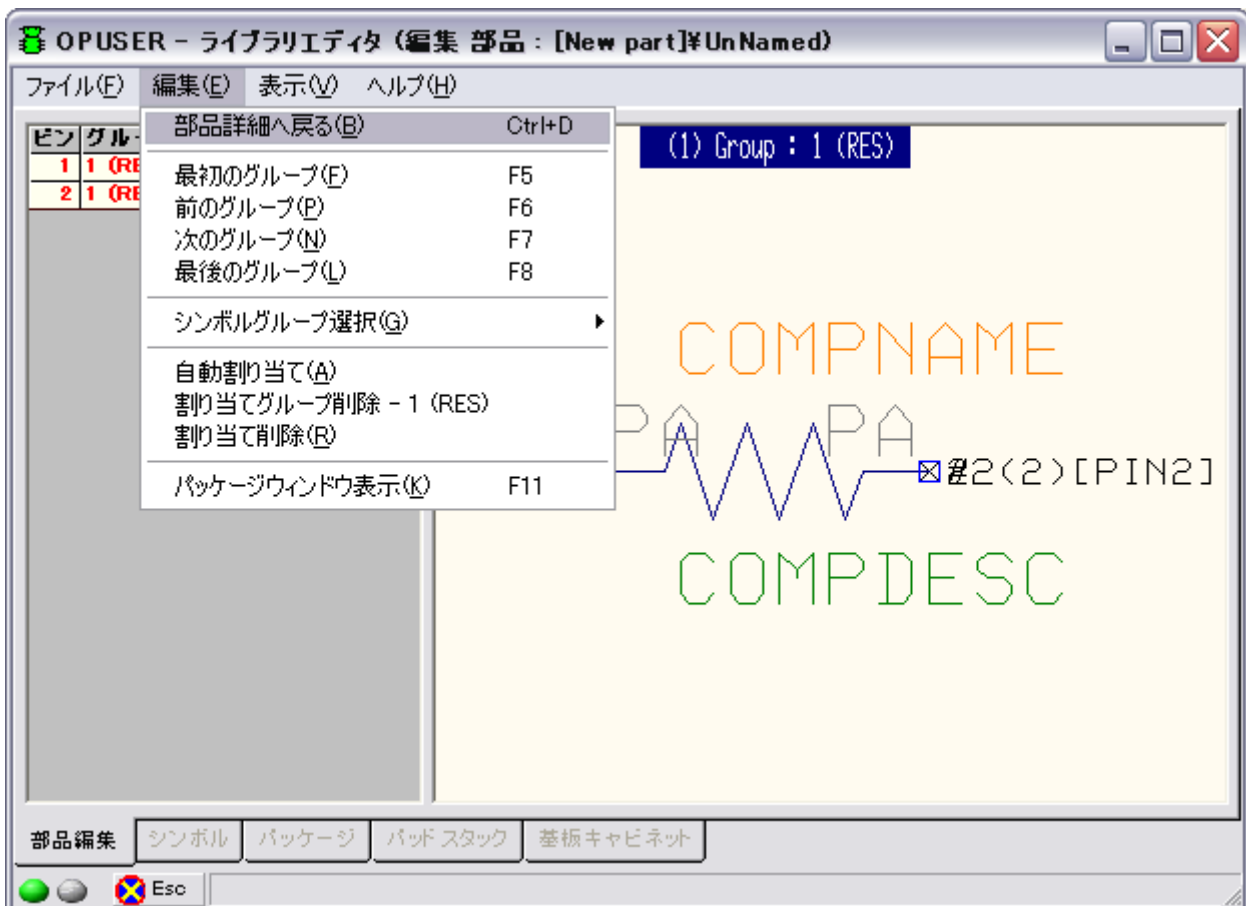 OPUSER - ライブラリエディタ (編集 部品 : [New part]¥UnNamed)
ファイル(F) 編集(E) 表示(V) ヘルプ(H)
部品詳細へ戻る(B) Ctrl+D
ピン グル
(1) Group : 1 (RES)
1 1 (RE
2 1 (RE
最初のグループ(F) F5
前のグループ(P) F6
次のグループ(N) F7
最後のグループ(L) F8
シンボルグループ選択(G)
自動割り当て(A)
割り当てグループ削除 - 1 (RES)
割り当て削除(R)
パッケージウィンドウ表示(K) F11
COMPNAME
PA PA
2(2)[PIN2]
COMPDESC
部品編集 シンボル パッケージ パッド スタック 基板キャビネット
Esc